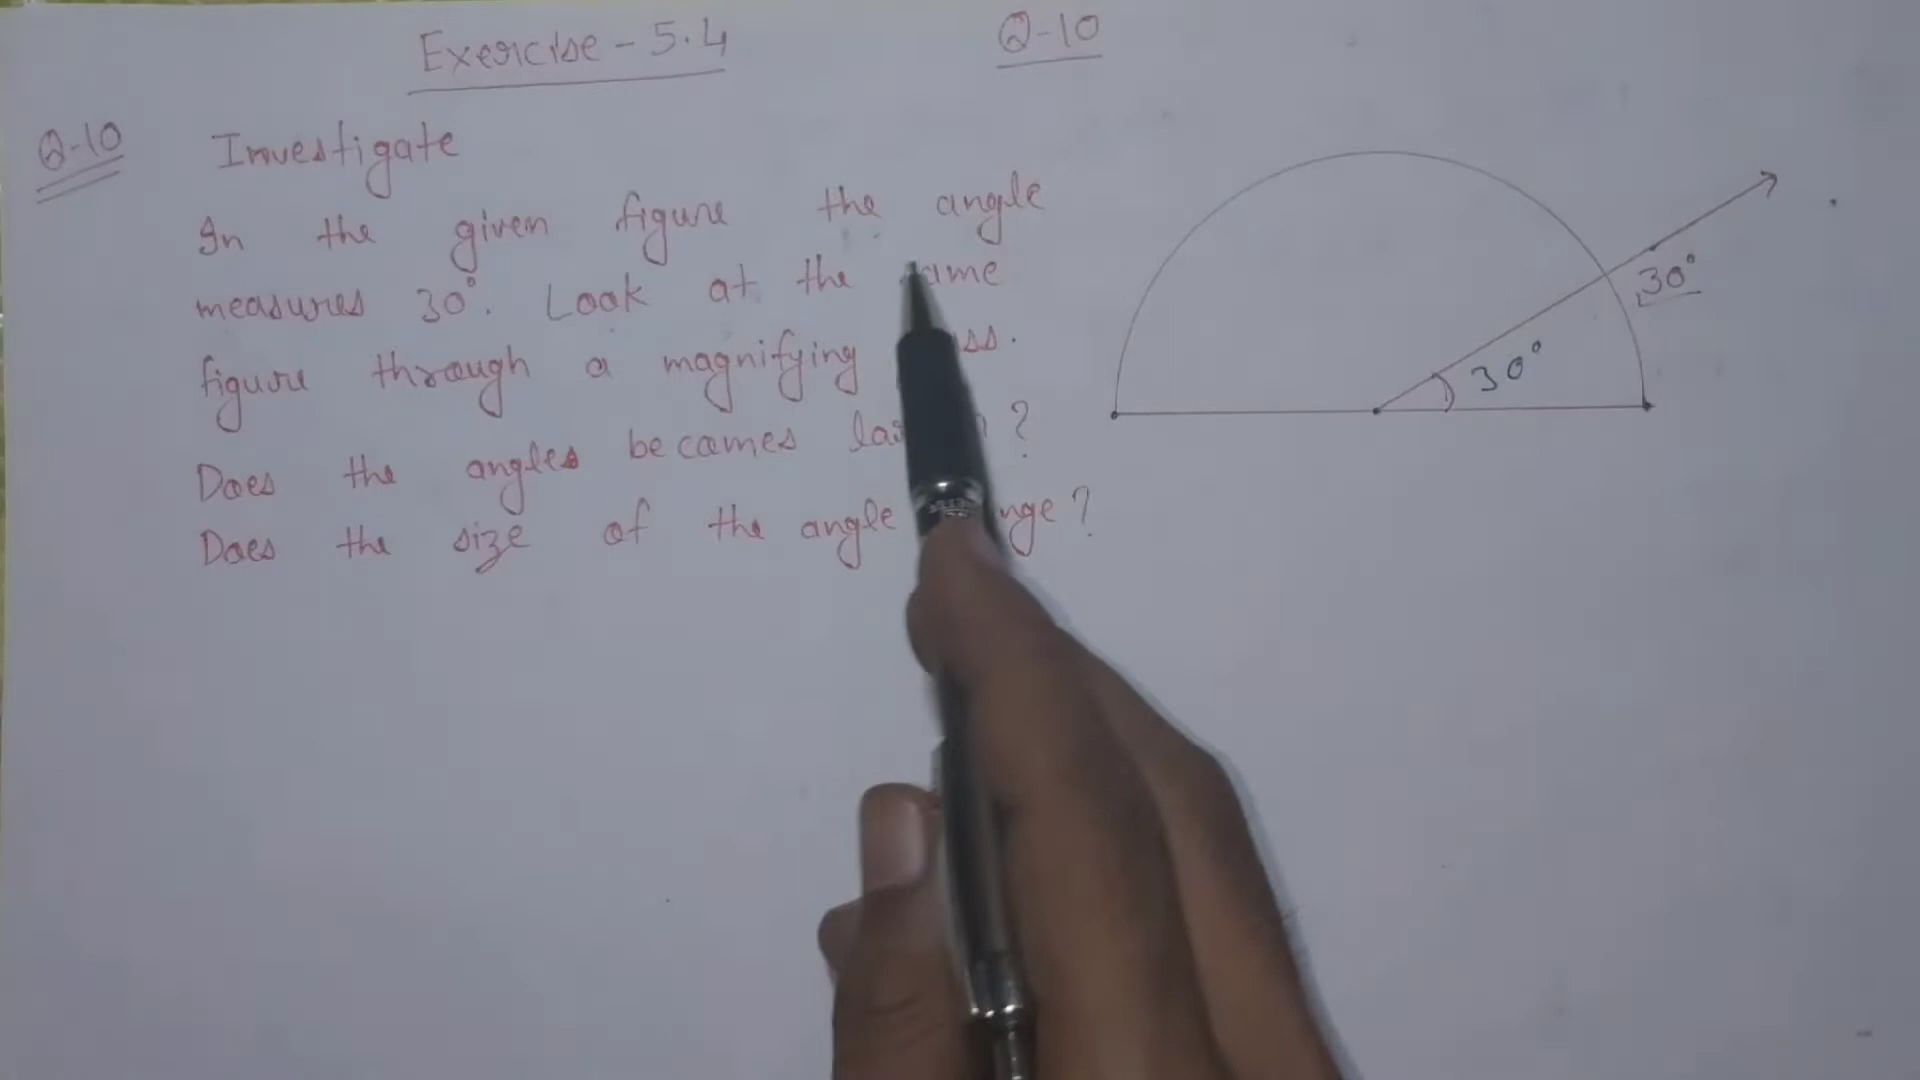 Exercise - 5.4
Q-10
Q-10 Investigate
In the given figure the angle
measures 30°. Look at the
figure through a magnifying
Does the angles becomes ?
Does the size of the angle ?
30°
30°